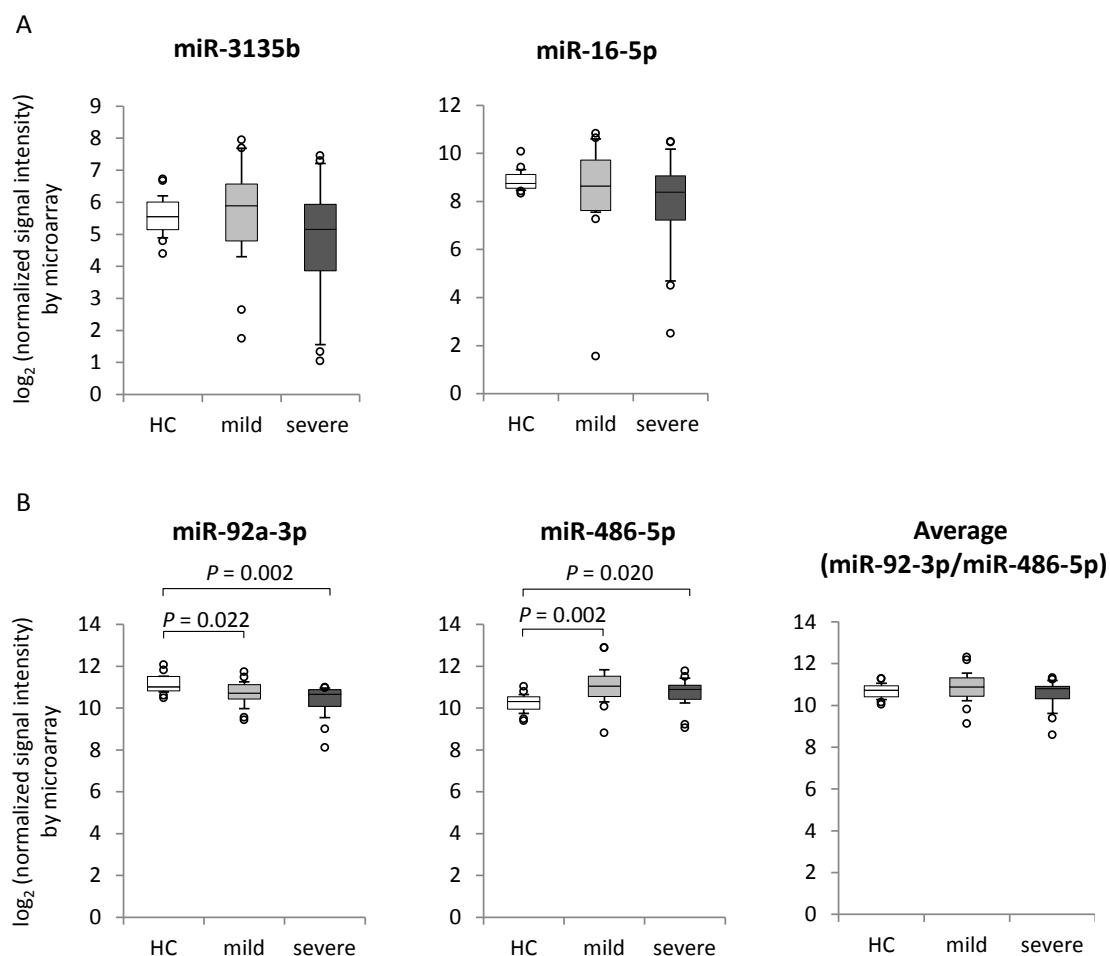 A
miR-3135b
miR-16-5p
log2 (normalized signal intensity)
by microarray
9
8
7
6
5
4
3
2
1
0
HC mild severe
12
10
8
6
4
2
0
HC mild severe
B
miR-92a-3p
miR-486-5p
Average
(miR-92-3p/miR-486-5p)
log2 (normalized signal intensity)
by microarray
P = 0.002
P = 0.022
14
12
10
8
6
4
2
0
HC mild severe
P = 0.020
P = 0.002
14
12
10
8
6
4
2
0
HC mild severe
14
12
10
8
6
4
2
0
HC mild severe